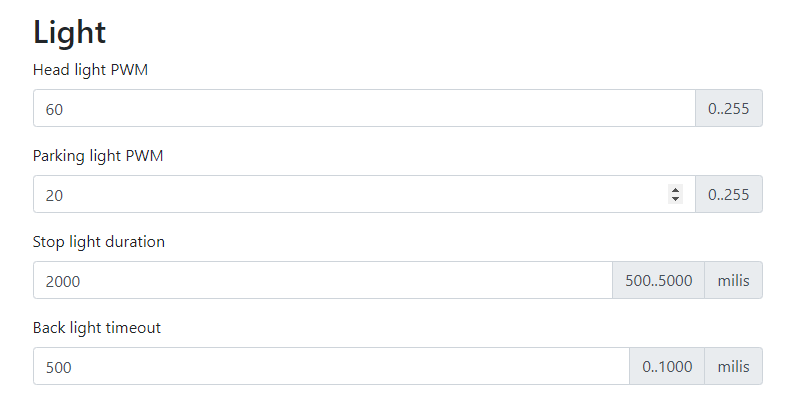 Light
Head light PWM
60 0..255
Parking light PWM
20 0..255
Stop light duration
2000 500..5000 milis
Back light timeout
500 0..1000 milis